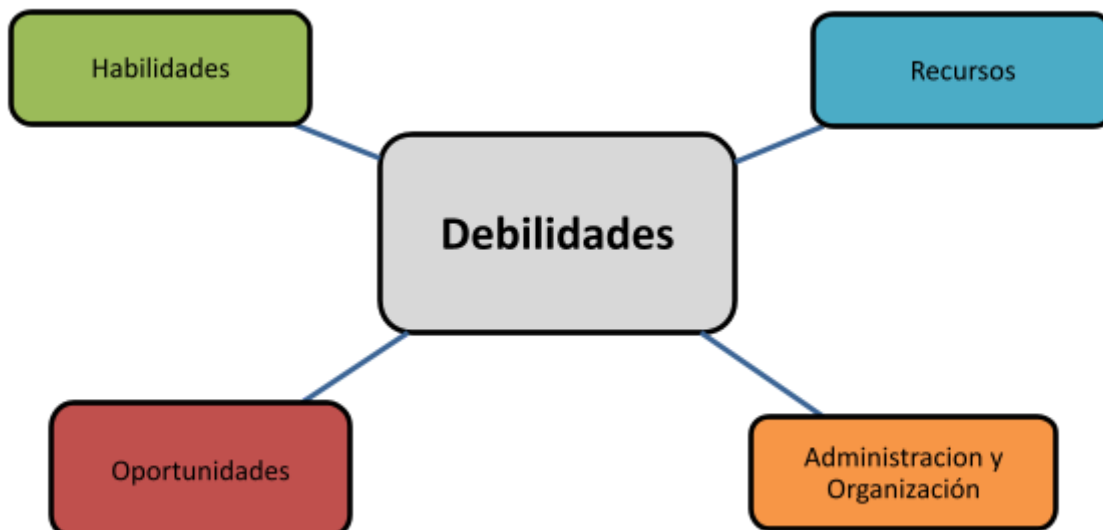 Habilidades
Recursos
Debilidades
Oportunidades
Administracion y
Organización